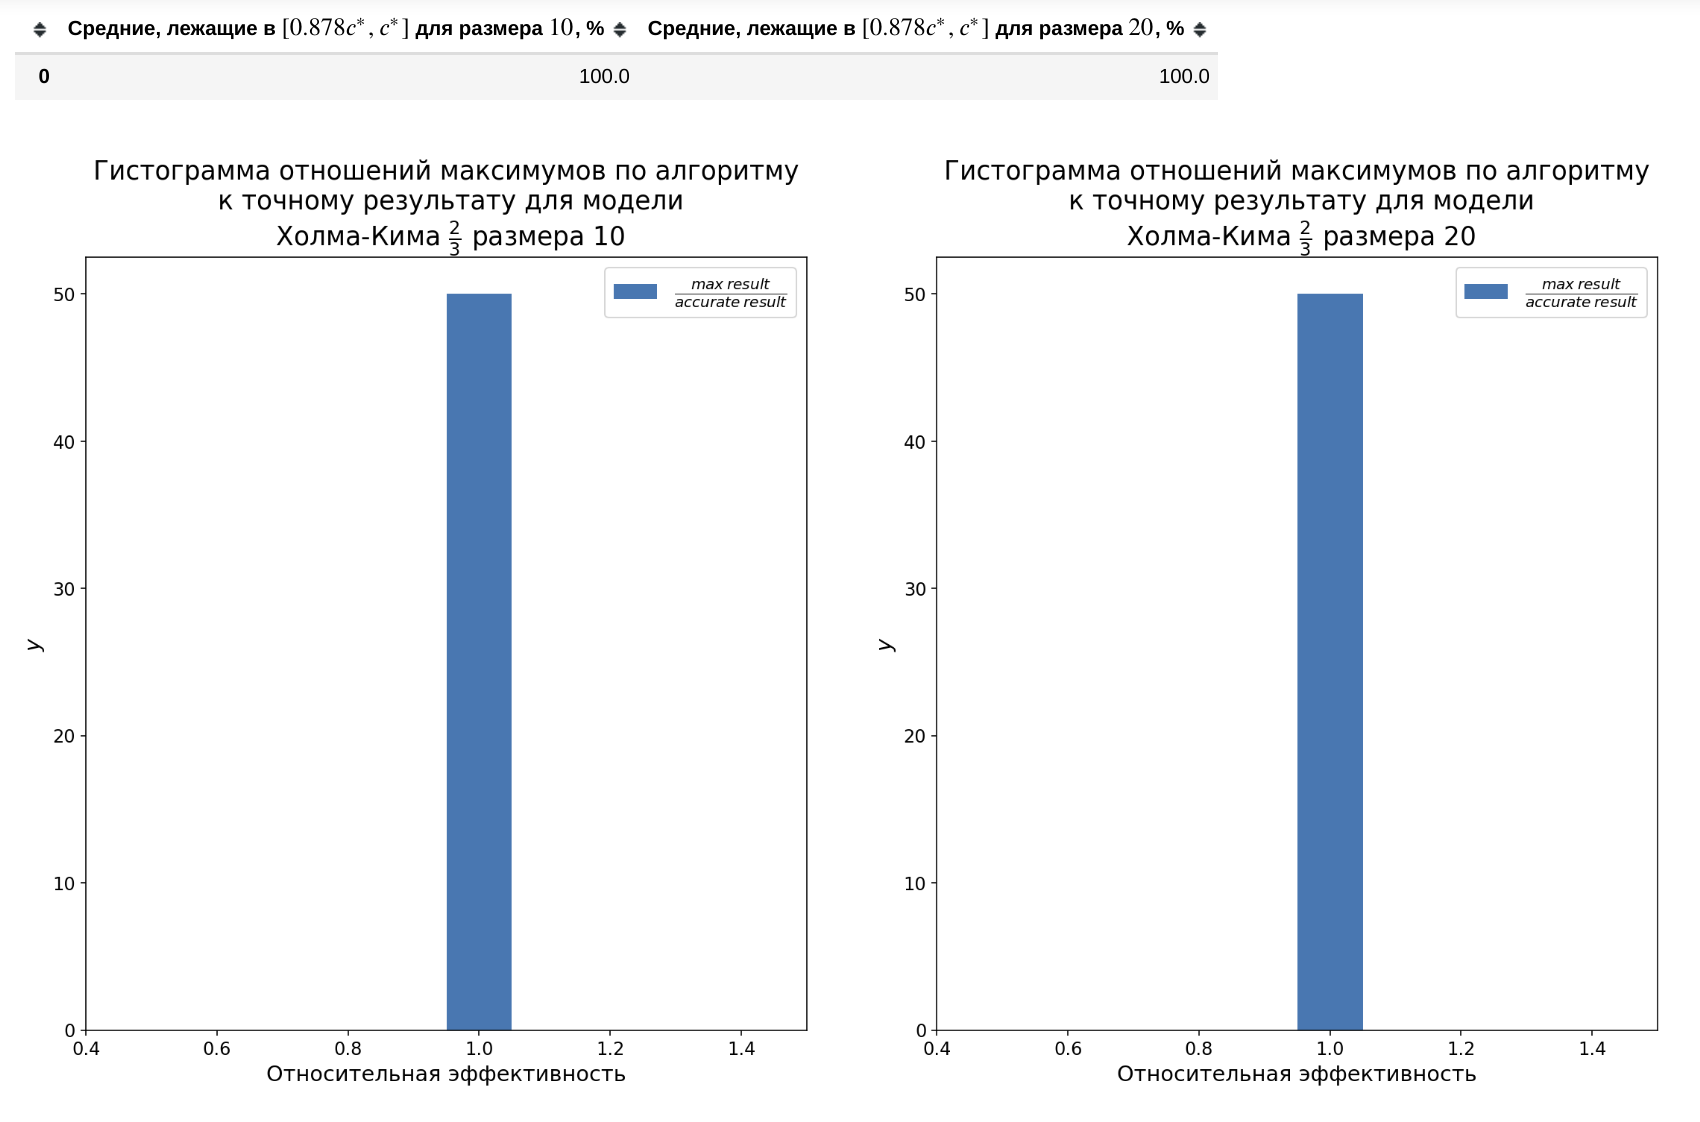 Средние, лежащие в [0.878c*, c*] для размера 10, % Средние, лежащие в [0.878c*, c*] для размера 20, %
0 100.0 100.0
Гистограмма отношений максимумов по алгоритму
к точному результату для модели
Холма-Кима 2/3 размера 10
max result
accurate result
50
40
30
20
10
0
y
0.4 0.6 0.8 1.0 1.2 1.4
Относительная эффективность
Гистограмма отношений максимумов по алгоритму
к точному результату для модели
Холма-Кима 2/3 размера 20
max result
accurate result
50
40
30
20
10
0
y
0.4 0.6 0.8 1.0 1.2 1.4
Относительная эффективность